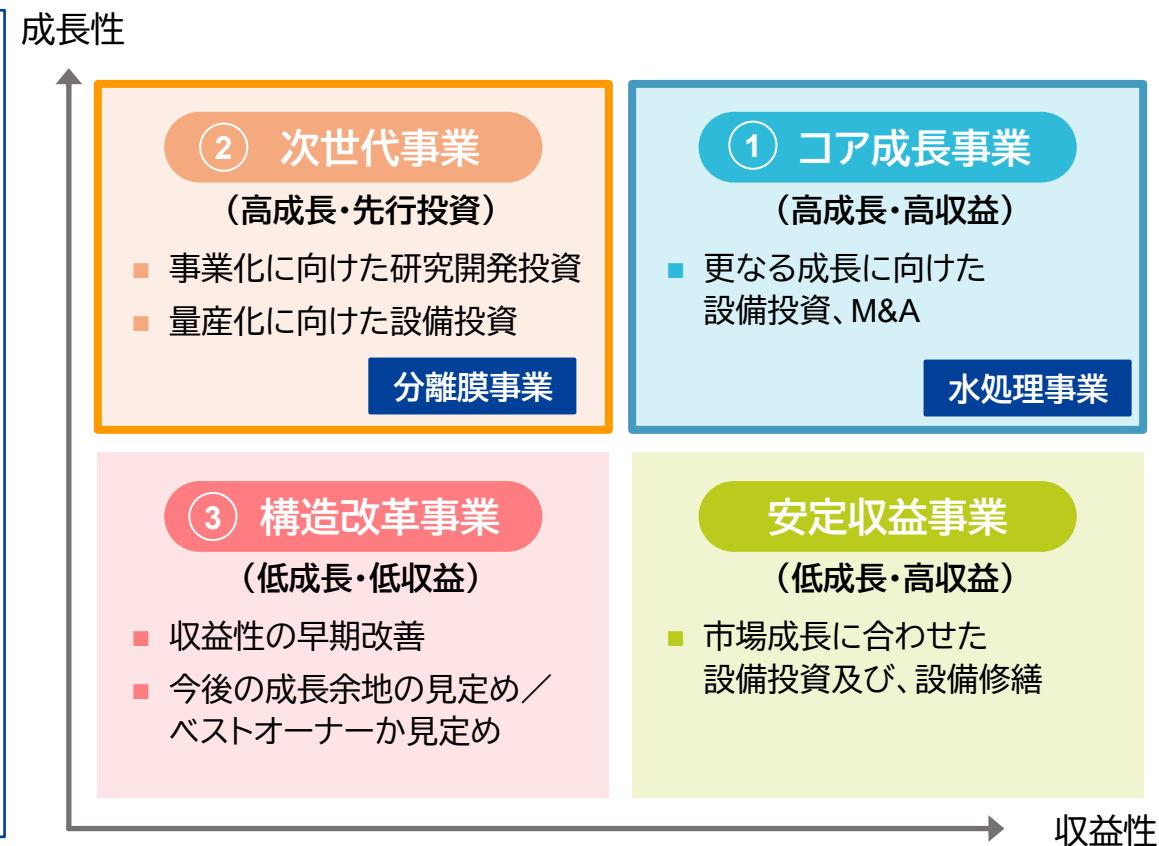 成長性
② 次世代事業
（高成長・先行投資）
■ 事業化に向けた研究開発投資
■ 量産化に向けた設備投資
分離膜事業
① コア成長事業
（高成長・高収益）
■ 更なる成長に向けた
設備投資、M&A
水処理事業
③ 構造改革事業
（低成長・低収益）
■ 収益性の早期改善
■ 今後の成長余地の見定め／
ベストオーナーか見定め
安定収益事業
（低成長・高収益）
■ 市場成長に合わせた
設備投資及び、設備修繕
収益性